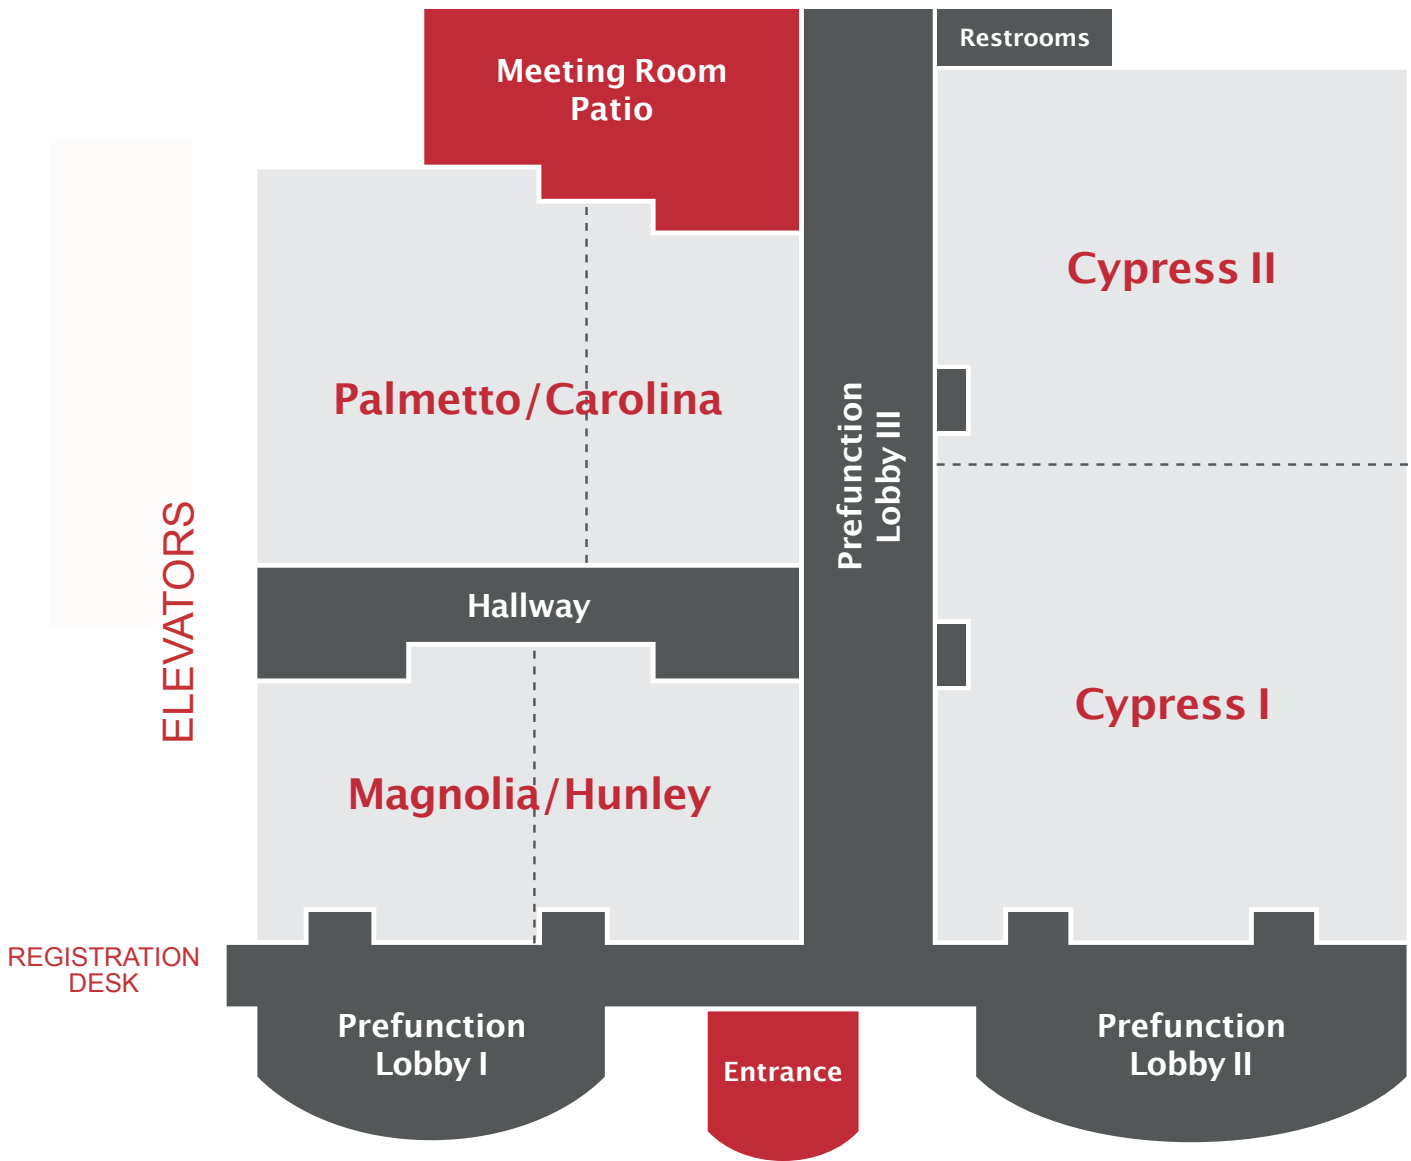 Restrooms
Meeting Room
Patio
Cypress II
Palmetto/Carolina
Prefunction
Lobby III
ELEVATORS
Hallway
Cypress I
Magnolia/Hunley
REGISTRATION
DESK
Prefunction
Lobby I
Entrance
Prefunction
Lobby II